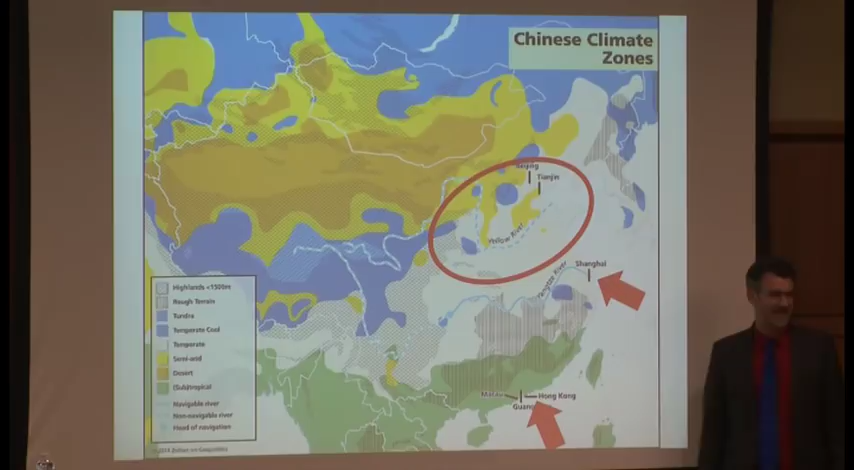 Chinese Climate
Zones
Beijing
Tianjin
Yellow River
Shanghai
Yangtze River
Highlands <1500m
Rough Terrain
Tundra
Temperate Cool
Temperate
Semi-arid
Desert
(Sub)tropical
Navigable river
Non-navigable river
Head of navigation
Macau
Hong Kong
Guang